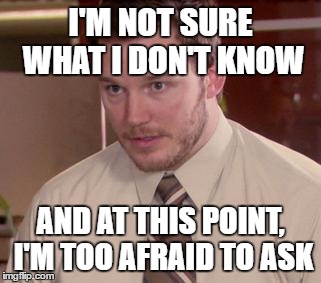 I'M NOT SURE
WHAT I DON'T KNOW
AND AT THIS POINT,
I'M TOO AFRAID TO ASK
imgflip.com